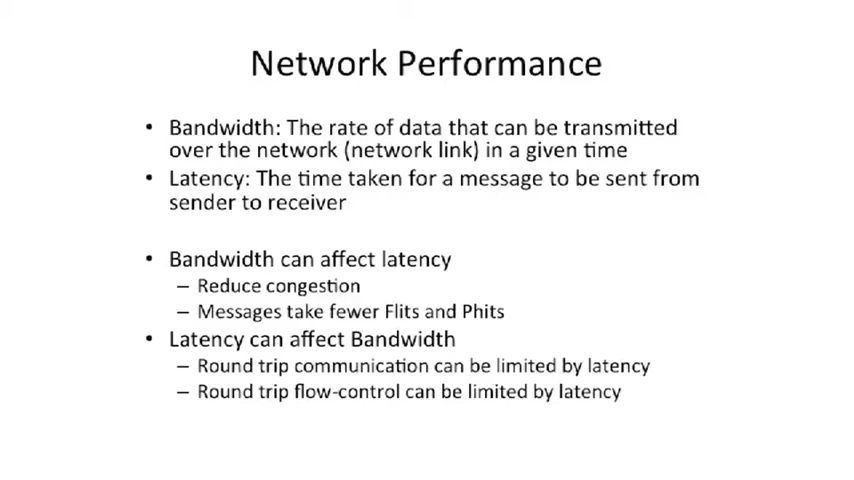 Network Performance
• Bandwidth: The rate of data that can be transmitted
over the network (network link) in a given time
• Latency: The time taken for a message to be sent from
sender to receiver
• Bandwidth can affect latency
– Reduce congestion
– Messages take fewer Flits and Phits
• Latency can affect Bandwidth
– Round trip communication can be limited by latency
– Round trip flow-control can be limited by latency